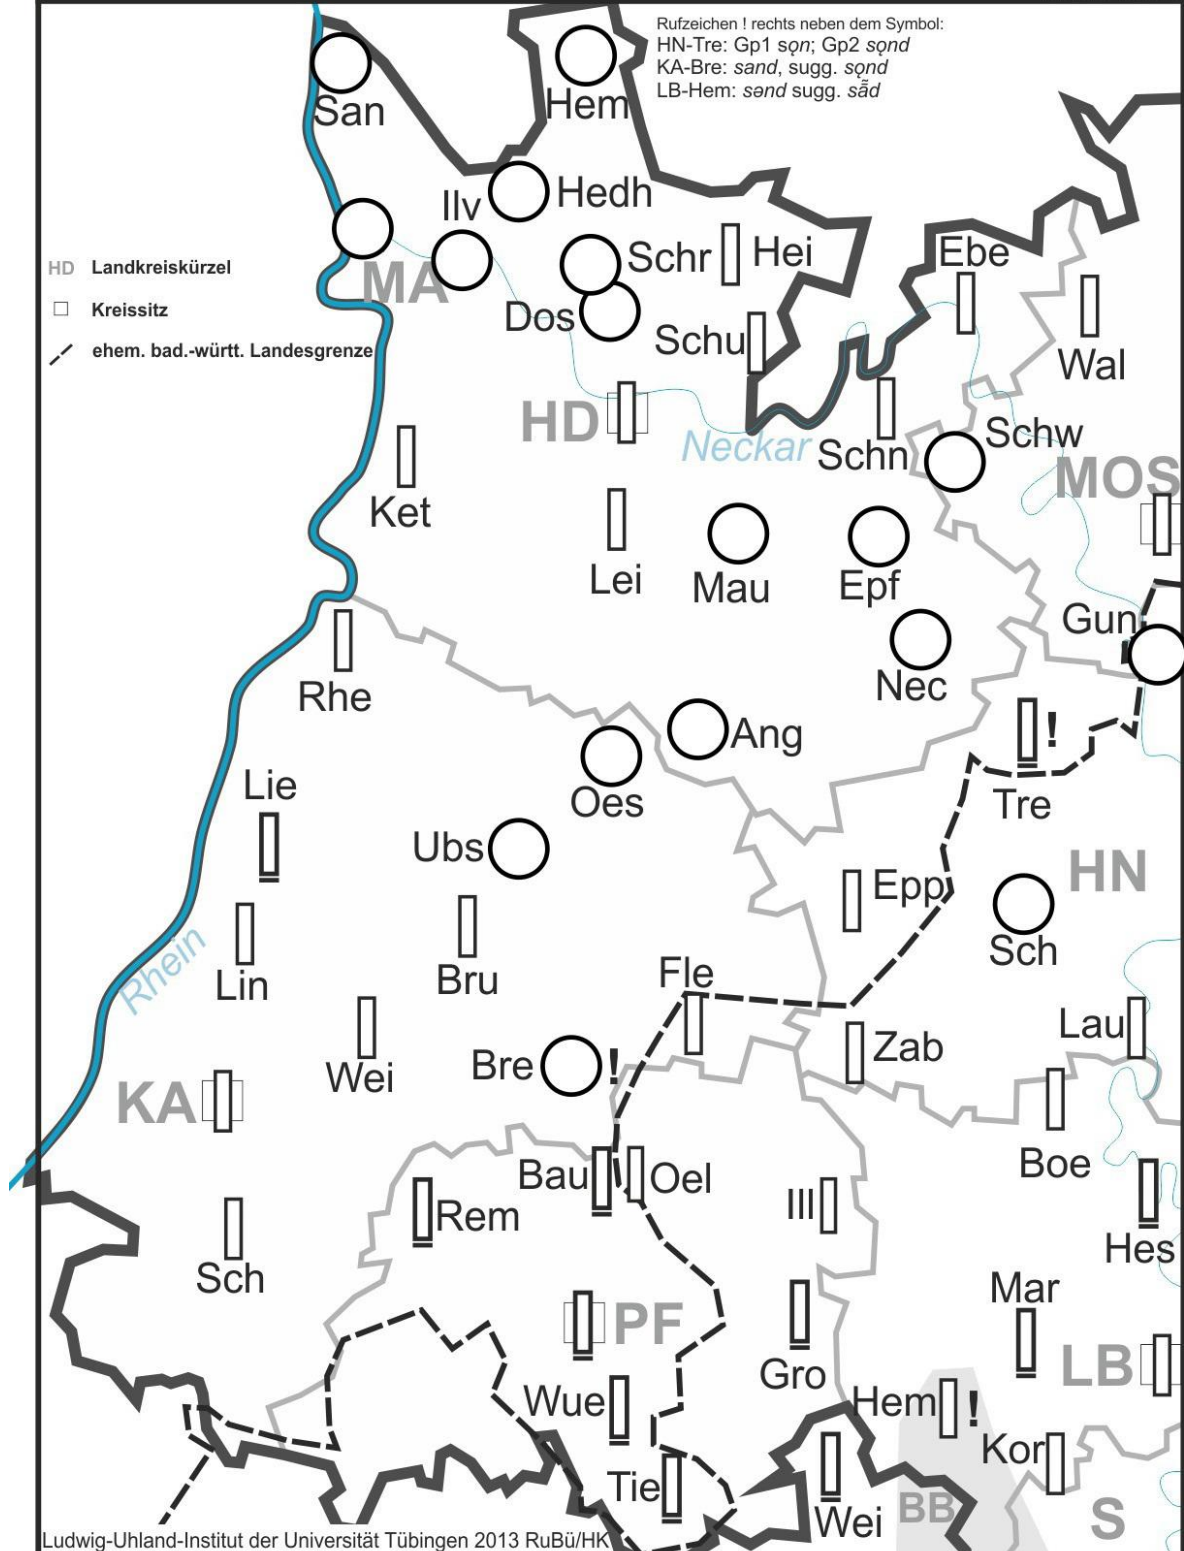 Rufzeichen ! rechts neben dem Symbol:
HN-Tre: Gp1 sǫn; Gp2 sǫnd
KA-Bre: sand, sugg. sǫnd
LB-Hem: sənd sugg. sə̃d
San
Hem
Ilv
Hedh
MA
Schr
Hei
Ebe
HD Landkreiskürzel
Kreissitz
ehem. bad.-württ. Landesgrenze
Dos
Schu
Wal
HD
Neckar
Schn
Schw
MOS
Ket
Lei
Mau
Epf
Gun
Rhe
Nec
Ang
!
Oes
Tre
Lie
Ubs
Epp
HN
Sch
Rhein
Lin
Bru
Fle
Lau
Wei
Bre
!
Zab
KA
Boe
Bau
Oel
Rem
Ill
Hes
Sch
Mar
PF
Gro
LB
Wue
Hem
!
Kor
Tie
Wei
BB
S
Ludwig-Uhland-Institut der Universität Tübingen 2013 RuBü/HK